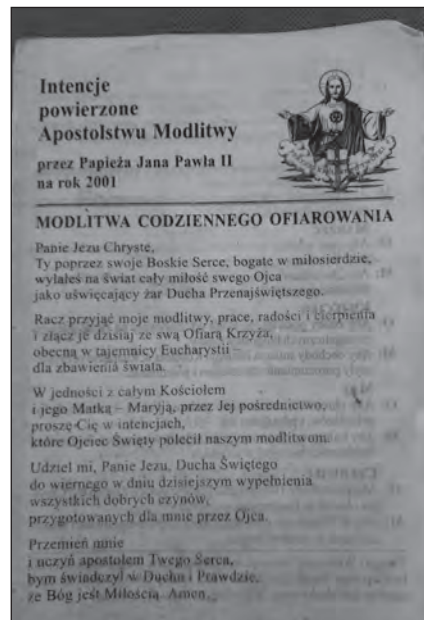 Intencje
powierzone
Apostolstwu Modlitwy
przez Papieża Jana Pawła II
na rok 2001
MODLITWA CODZIENNEGO OFIAROWANIA
Panie Jezu Chryste,
Ty poprzez swoje Boskie Serce, bogate w miłosierdzie,
wylałeś na świat cały miłość swego Ojca
jako uświęcający żar Ducha Przenajświętszego.
Racz przyjąć moje modlitwy, prace, radości i cierpienia
i złącz je dzisiaj ze swą Ofiarą Krzyża,
obecną w tajemnicy Eucharystii –
dla zbawienia świata.
W jedności z całym Kościołem
i jego Matką – Maryją, przez Jej pośrednictwo,
proszę Cię w intencjach,
które Ojciec Święty polecił naszym modlitwom.
Udziel mi, Panie Jezu, Ducha Świętego
do wiernego w dniu dzisiejszym wypełnienia
wszystkich dobrych czynów,
przygotowanych dla mnie przez Ojca.
Przemień mnie
i uczyń apostołem Twego Serca,
bym świadczył w Duchu i Prawdzie,
że Bóg jest Miłością. Amen.